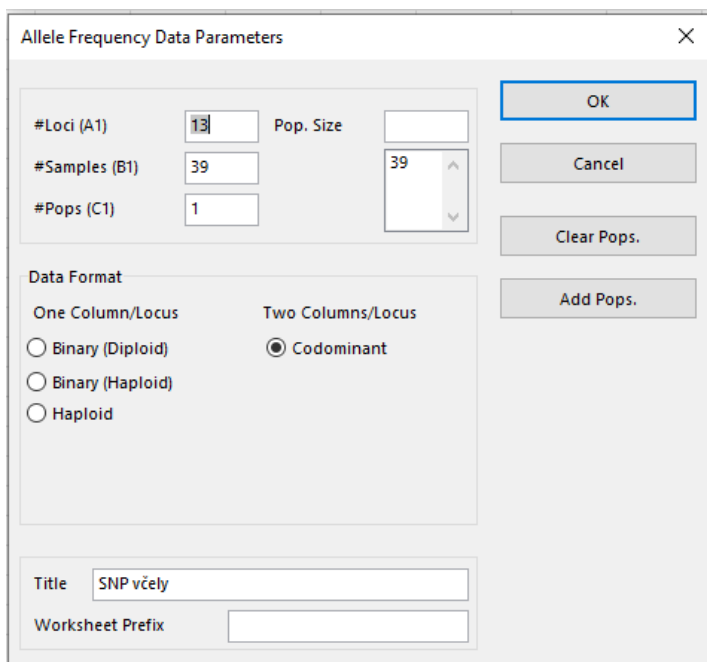 Allele Frequency Data Parameters
#Loci (A1) 13 Pop. Size
OK
#Samples (B1) 39 39
Cancel
#Pops (C1) 1
Clear Pops.
Data Format
Add Pops.
One Column/Locus Two Columns/Locus
Binary (Diploid) Codominant
Binary (Haploid)
Haploid
Title SNP včely
Worksheet Prefix